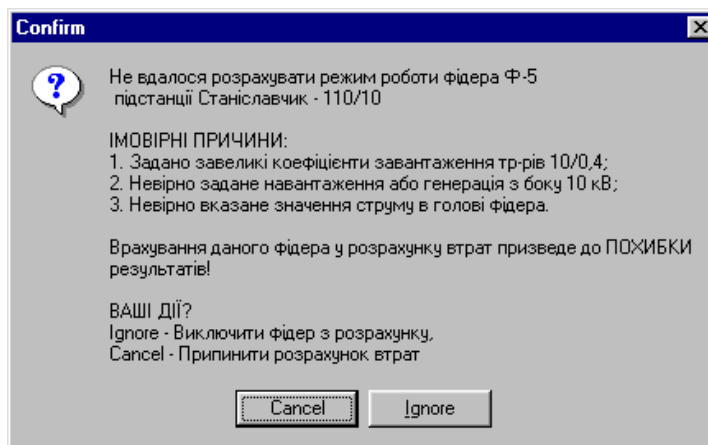 Confirm
Не вдалося розрахувати режим роботи фідера Ф-5
підстанції Станіславчик - 110/10
ІМОВІРНІ ПРИЧИНИ:
1. Задано завеликі коефіцієнти завантаження тр-рів 10/0,4;
2. Невірно задане навантаження або генерація з боку 10 кВ;
3. Невірно вказане значення струму в голові фідера.
Врахування даного фідера у розрахунку втрат призведе до ПОХИБКИ
результатів!
ВАШІ ДІЇ?
Ignore - Виключити фідер з розрахунку,
Cancel - Припинити розрахунок втрат
Cancel Ignore